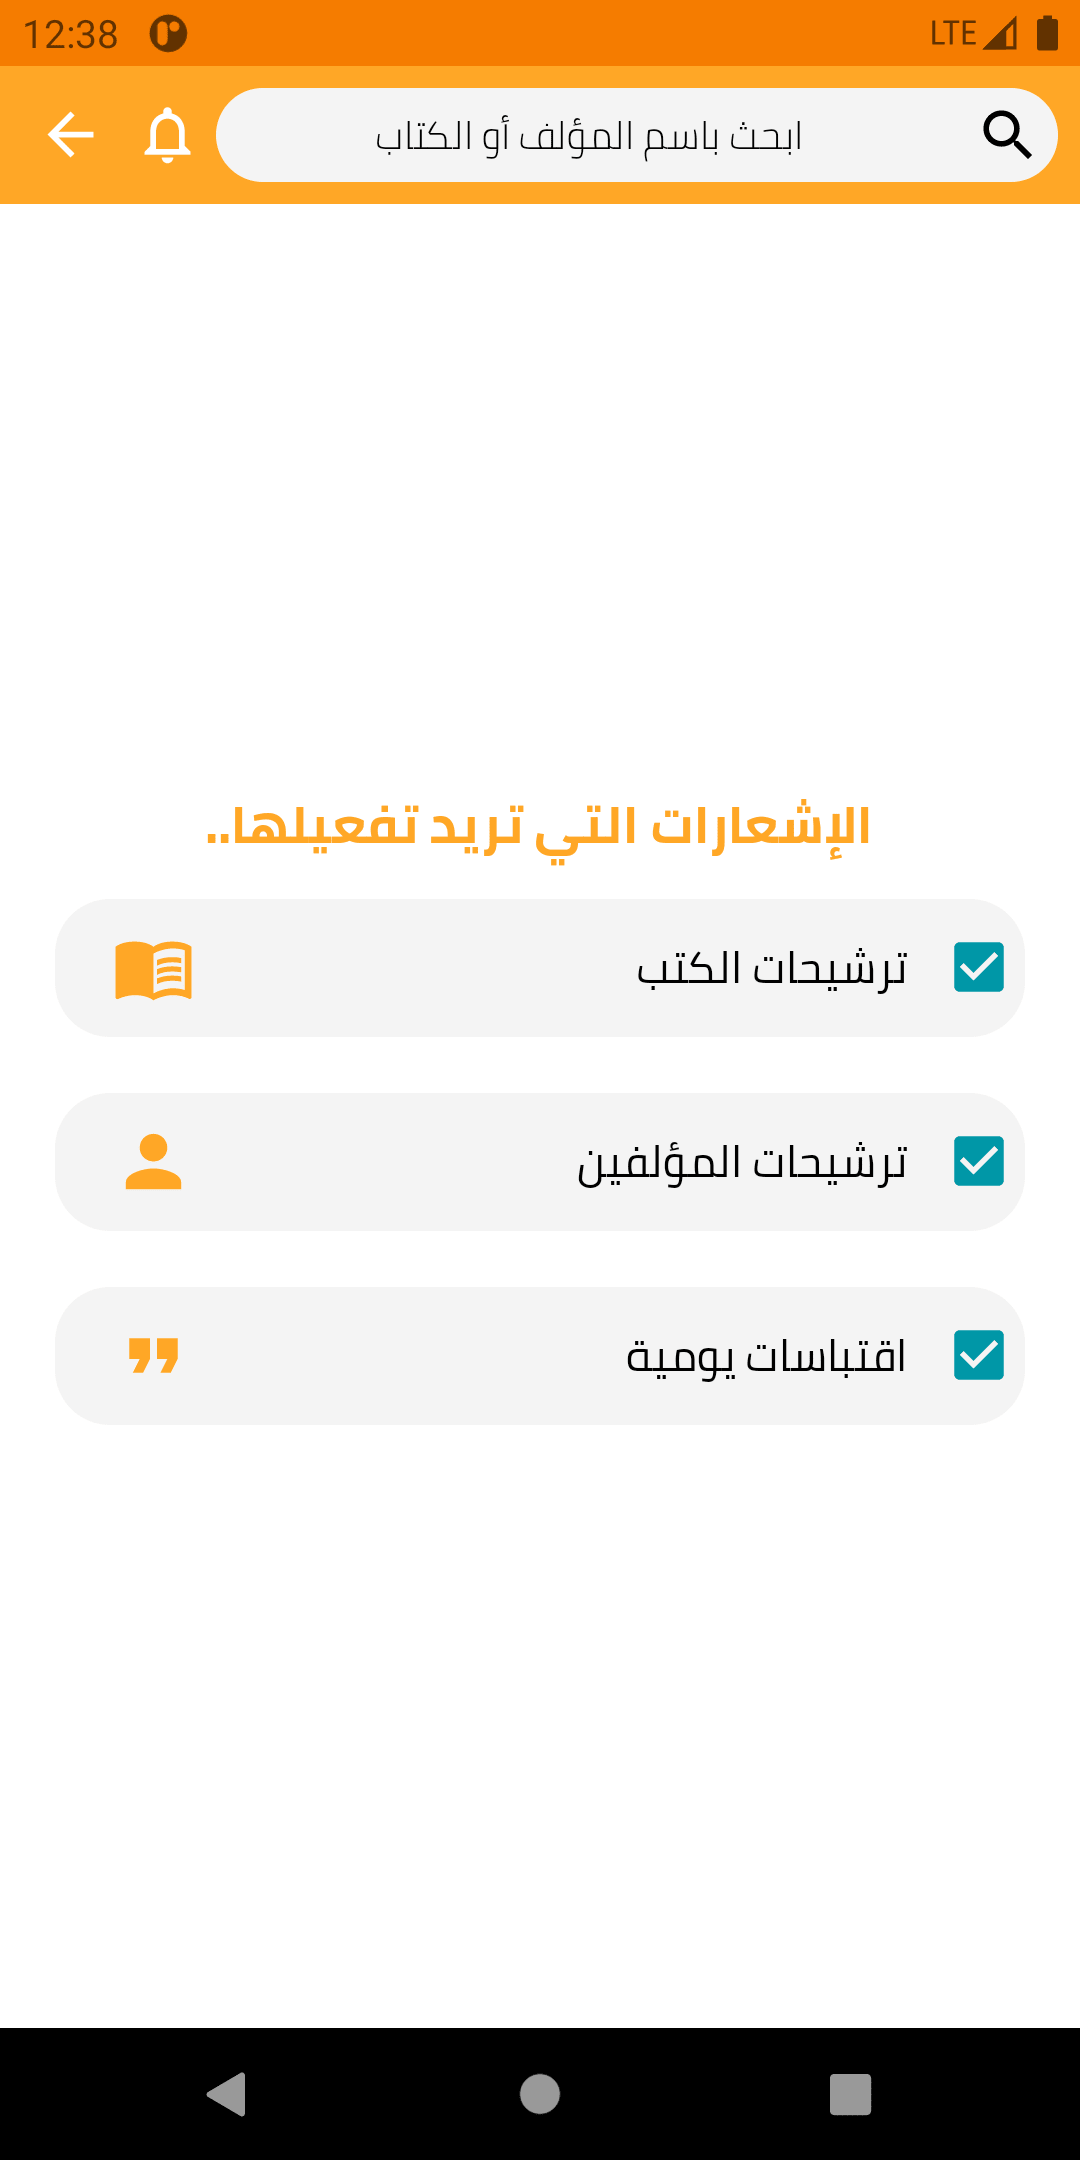 12:38 LTE
ابحث باسم المؤلف أو الكتاب
الإشعارات التي تريد تفعيلها..
ترشيحات الكتب
ترشيحات المؤلفين
اقتباسات يومية